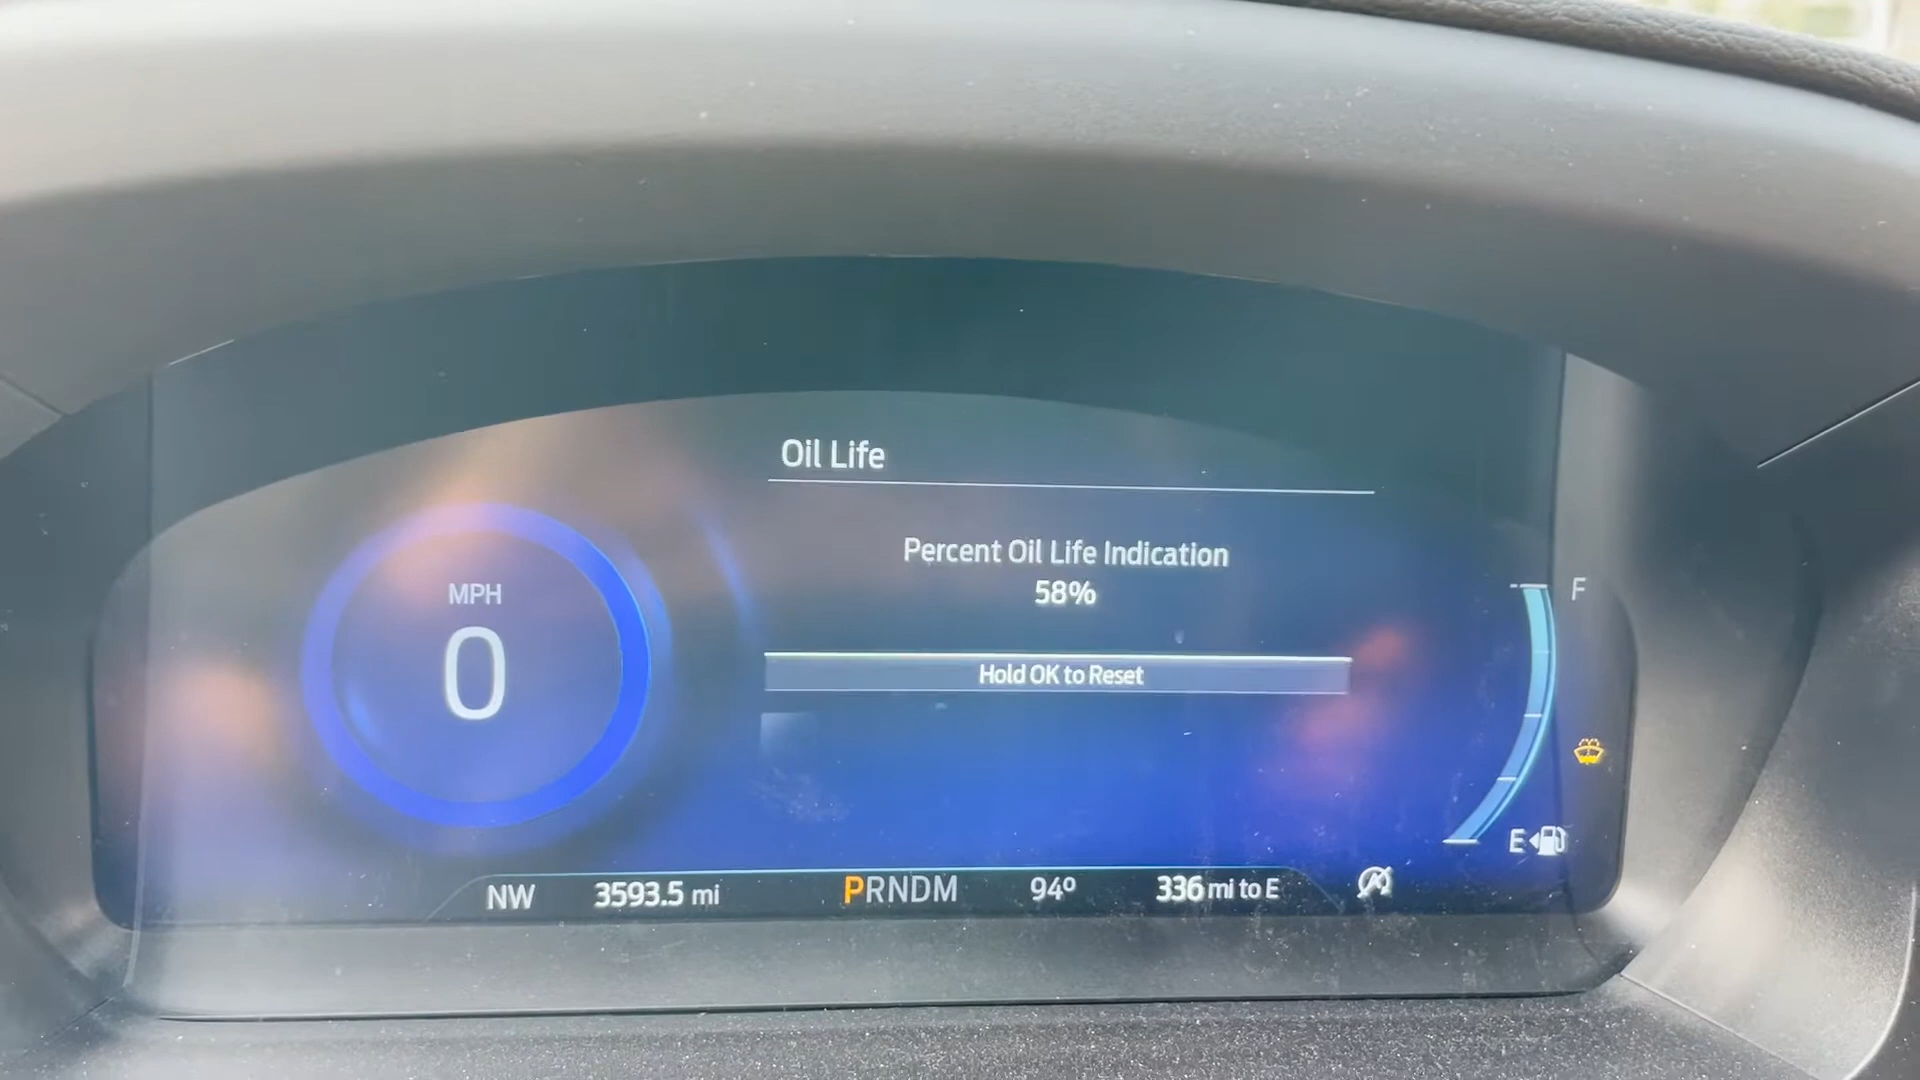 Oil Life
Percent Oil Life Indication
58%
Hold OK to Reset
MPH
0
F
E
NW 3593.5 mi PRNDM 94º 336 mi to E